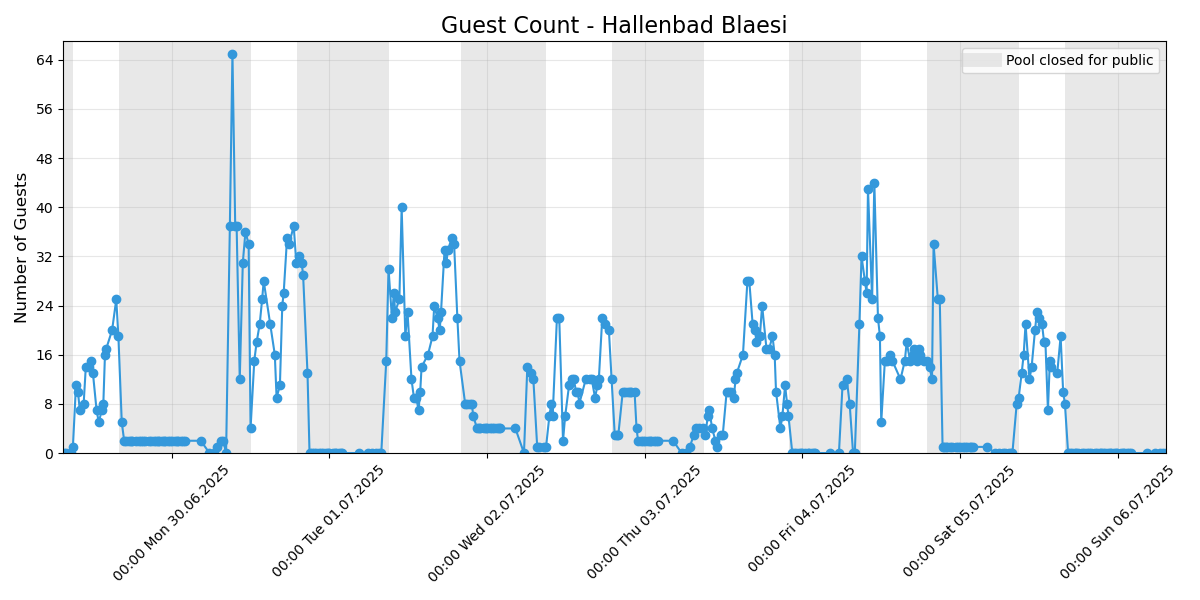 Guest Count - Hallenbad Blaesi
Pool closed for public
Number of Guests
64
56
48
40
32
24
16
8
0
00:00 Mon 30.06.2025
00:00 Tue 01.07.2025
00:00 Wed 02.07.2025
00:00 Thu 03.07.2025
00:00 Fri 04.07.2025
00:00 Sat 05.07.2025
00:00 Sun 06.07.2025